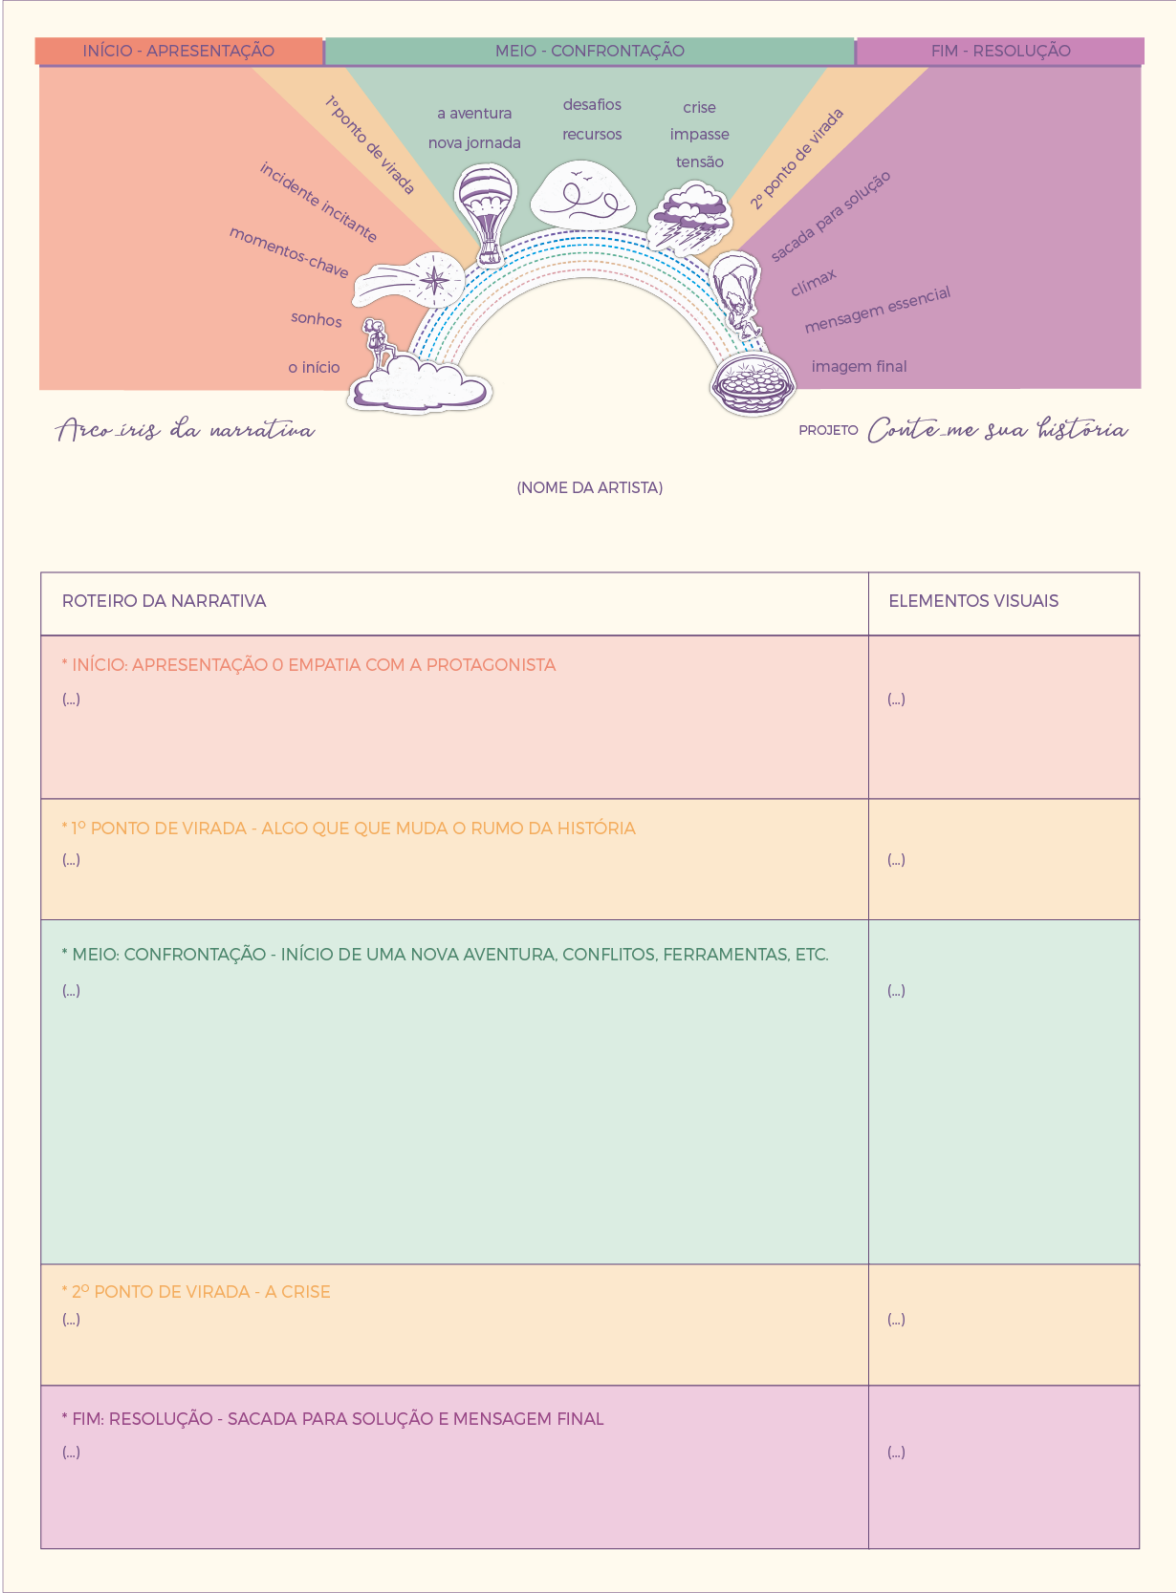 INÍCIO - APRESENTAÇÃO
MEIO - CONFRONTAÇÃO
FIM - RESOLUÇÃO
o início
sonhos
momentos-chave
incidente incitante
1º ponto de virada
a aventura
nova jornada
desafios
recursos
crise
impasse
tensão
2º ponto de virada
sacada para solução
clímax
mensagem essencial
imagem final
Arco-íris da narrativa
PROJETO Conte-me sua história
(NOME DA ARTISTA)
ROTEIRO DA NARRATIVA
ELEMENTOS VISUAIS
* INÍCIO: APRESENTAÇÃO 0 EMPATIA COM A PROTAGONISTA
(...)
(...)
* 1º PONTO DE VIRADA - ALGO QUE QUE MUDA O RUMO DA HISTÓRIA
(...)
(...)
* MEIO: CONFRONTAÇÃO - INÍCIO DE UMA NOVA AVENTURA, CONFLITOS, FERRAMENTAS, ETC.
(...)
(...)
* 2º PONTO DE VIRADA - A CRISE
(...)
(...)
* FIM: RESOLUÇÃO - SACADA PARA SOLUÇÃO E MENSAGEM FINAL
(...)
(...)